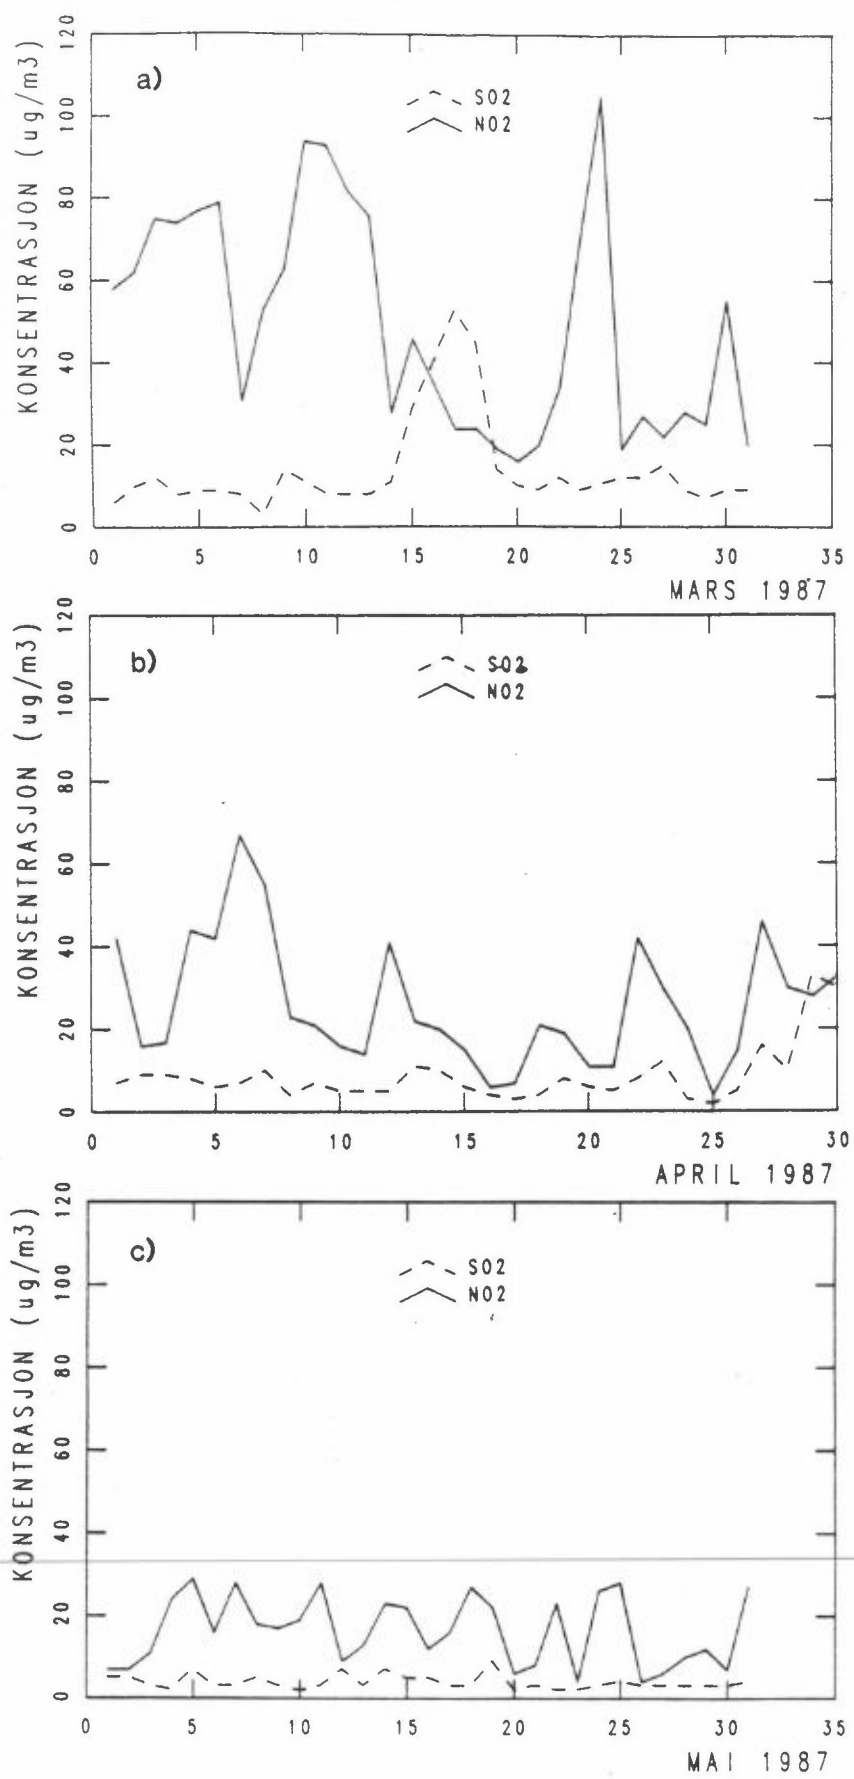 a)
SO2
NO2
KONSENTRASJON (ug/m3)
120
100
80
60
40
20
0
0 5 10 15 20 25 30 35
MARS 1987
b)
SO2
NO2
KONSENTRASJON (ug/m3)
120
100
80
60
40
20
0
0 5 10 15 20 25 30
APRIL 1987
c)
SO2
NO2
KONSENTRASJON (ug/m3)
120
100
80
60
40
20
0
0 5 10 15 20 25 30 35
MAI 1987